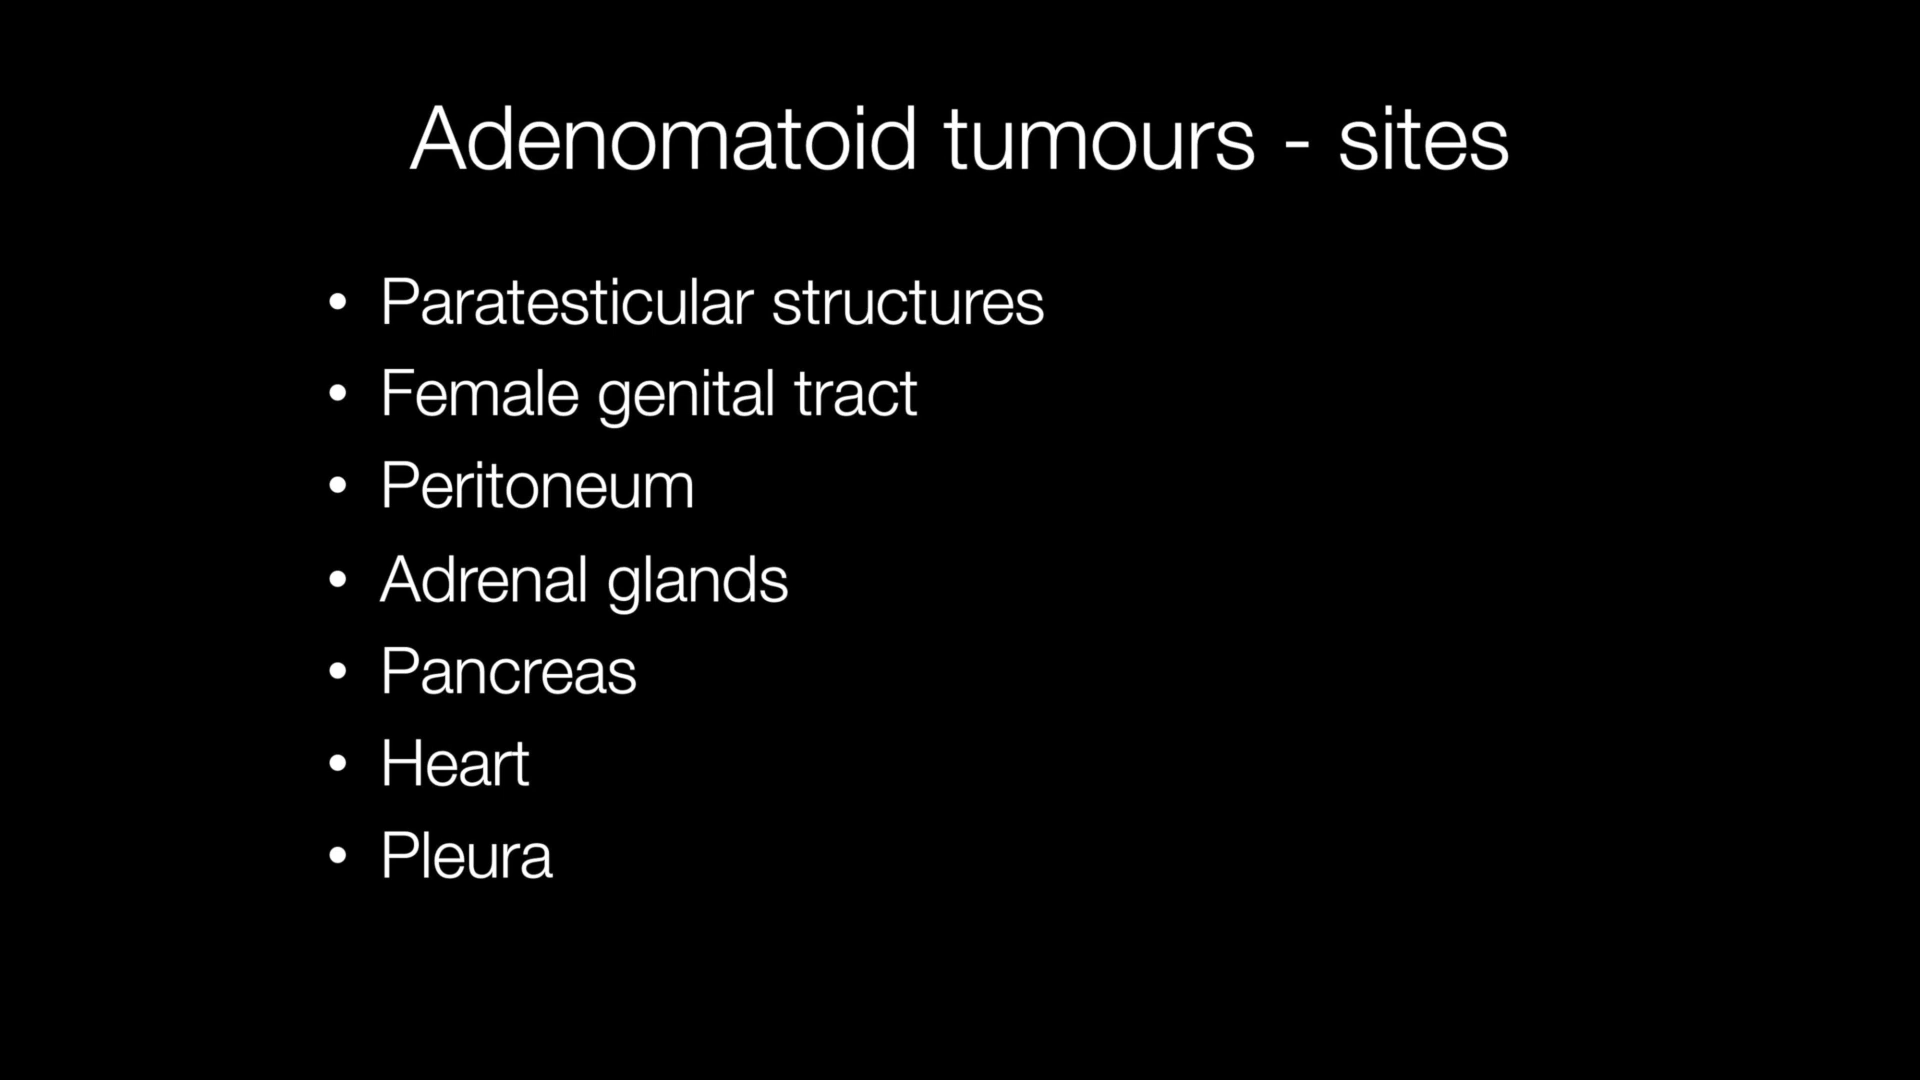 Adenomatoid tumours - sites
• Paratesticular structures
• Female genital tract
• Peritoneum
• Adrenal glands
• Pancreas
• Heart
• Pleura